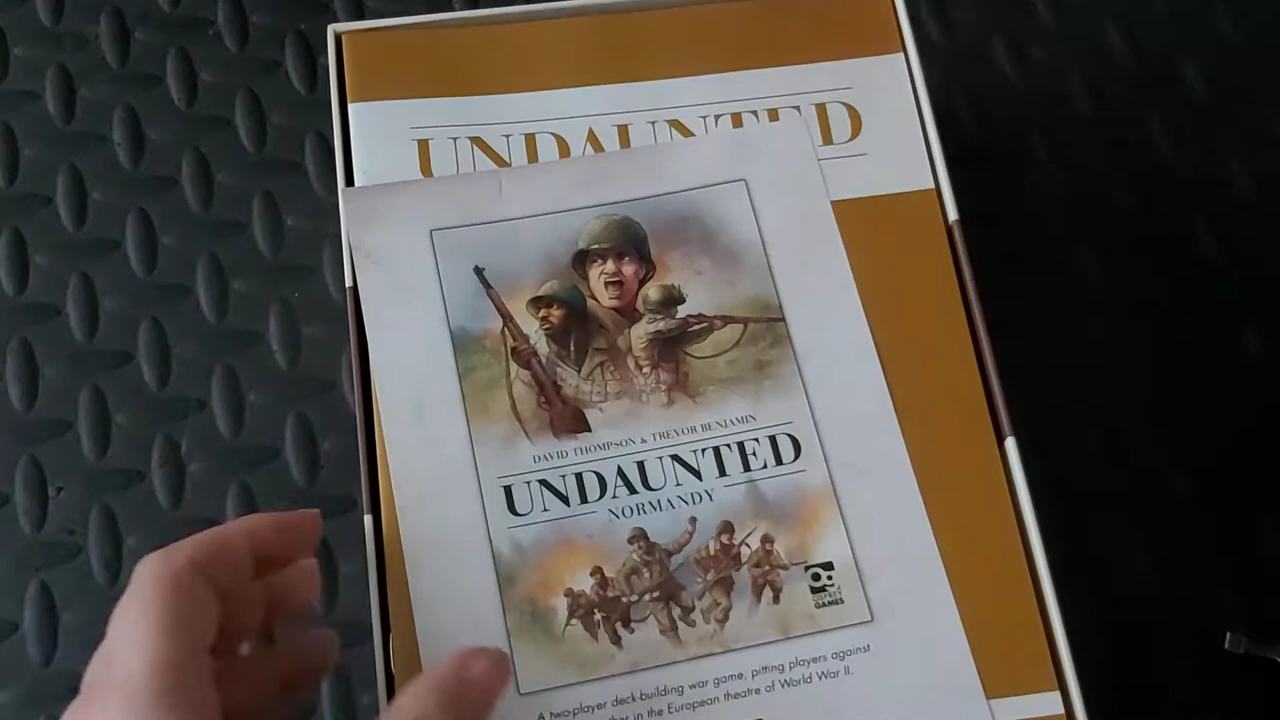 UNDAUNTED
DAVID THOMPSON & TREVOR BENJAMIN
UNDAUNTED
NORMANDY
OSPREY
GAMES
A two-player deck-building war game, pitting players against
in the European theatre of World War II.